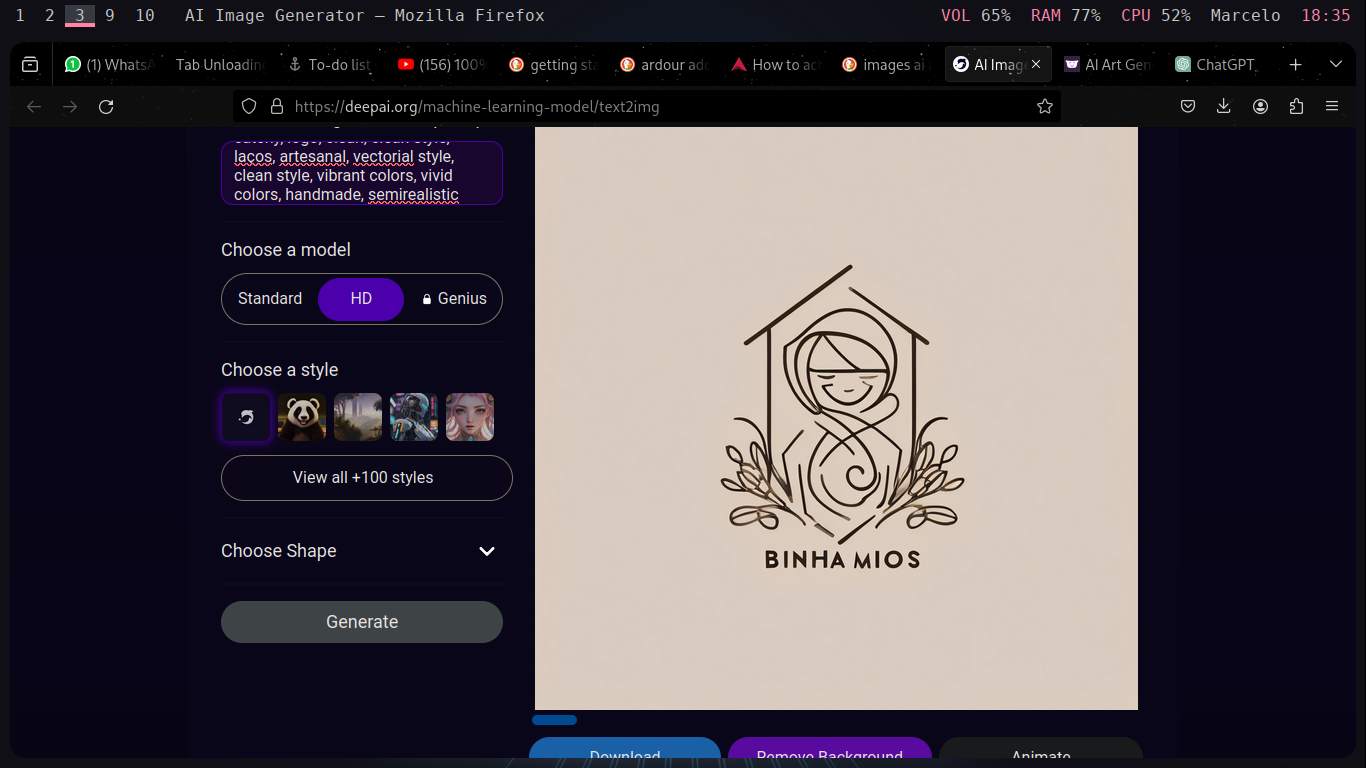 1 2 3 9 10 AI Image Generator — Mozilla Firefox VOL 65% RAM 77% CPU 52% Marcelo 18:35
(1) WhatsA Tab Unloadin To-do list (156) 100% getting sta ardour ad How to ac images ai AI Imag AI Art Gen ChatGPT
https://deepai.org/machine-learning-model/text2img
laços, artesanal, vectorial style,
clean style, vibrant colors, vivid
colors, handmade, semirealistic
Choose a model
Standard HD Genius
Choose a style
View all +100 styles
Choose Shape
Generate
BINHA MIOS
Download Remove Background Animate